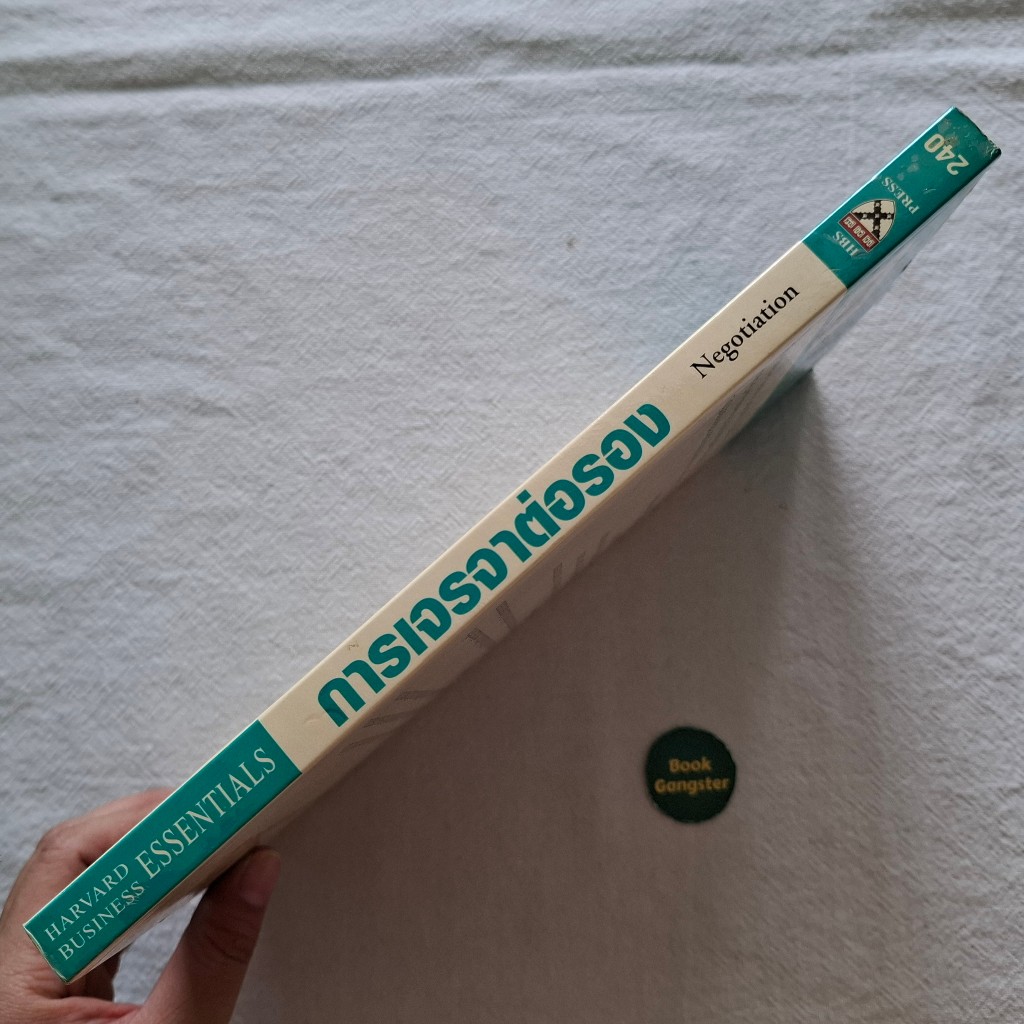 HARVARD
BUSINESS
ESSENTIALS
การเจรจาต่อรอง
Negotiation
HBS
PRESS
240
Book
Gangster